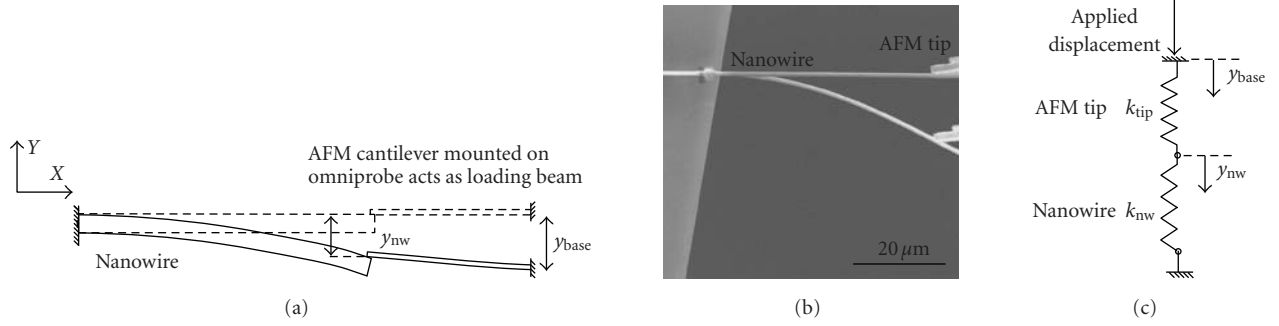 Y
X
AFM cantilever mounted on
omniprobe acts as loading beam
y_nw
y_base
Nanowire
(a)
AFM tip
Nanowire
20 μm
(b)
Applied
displacement
y_base
AFM tip k_tip
y_nw
Nanowire k_nw
(c)